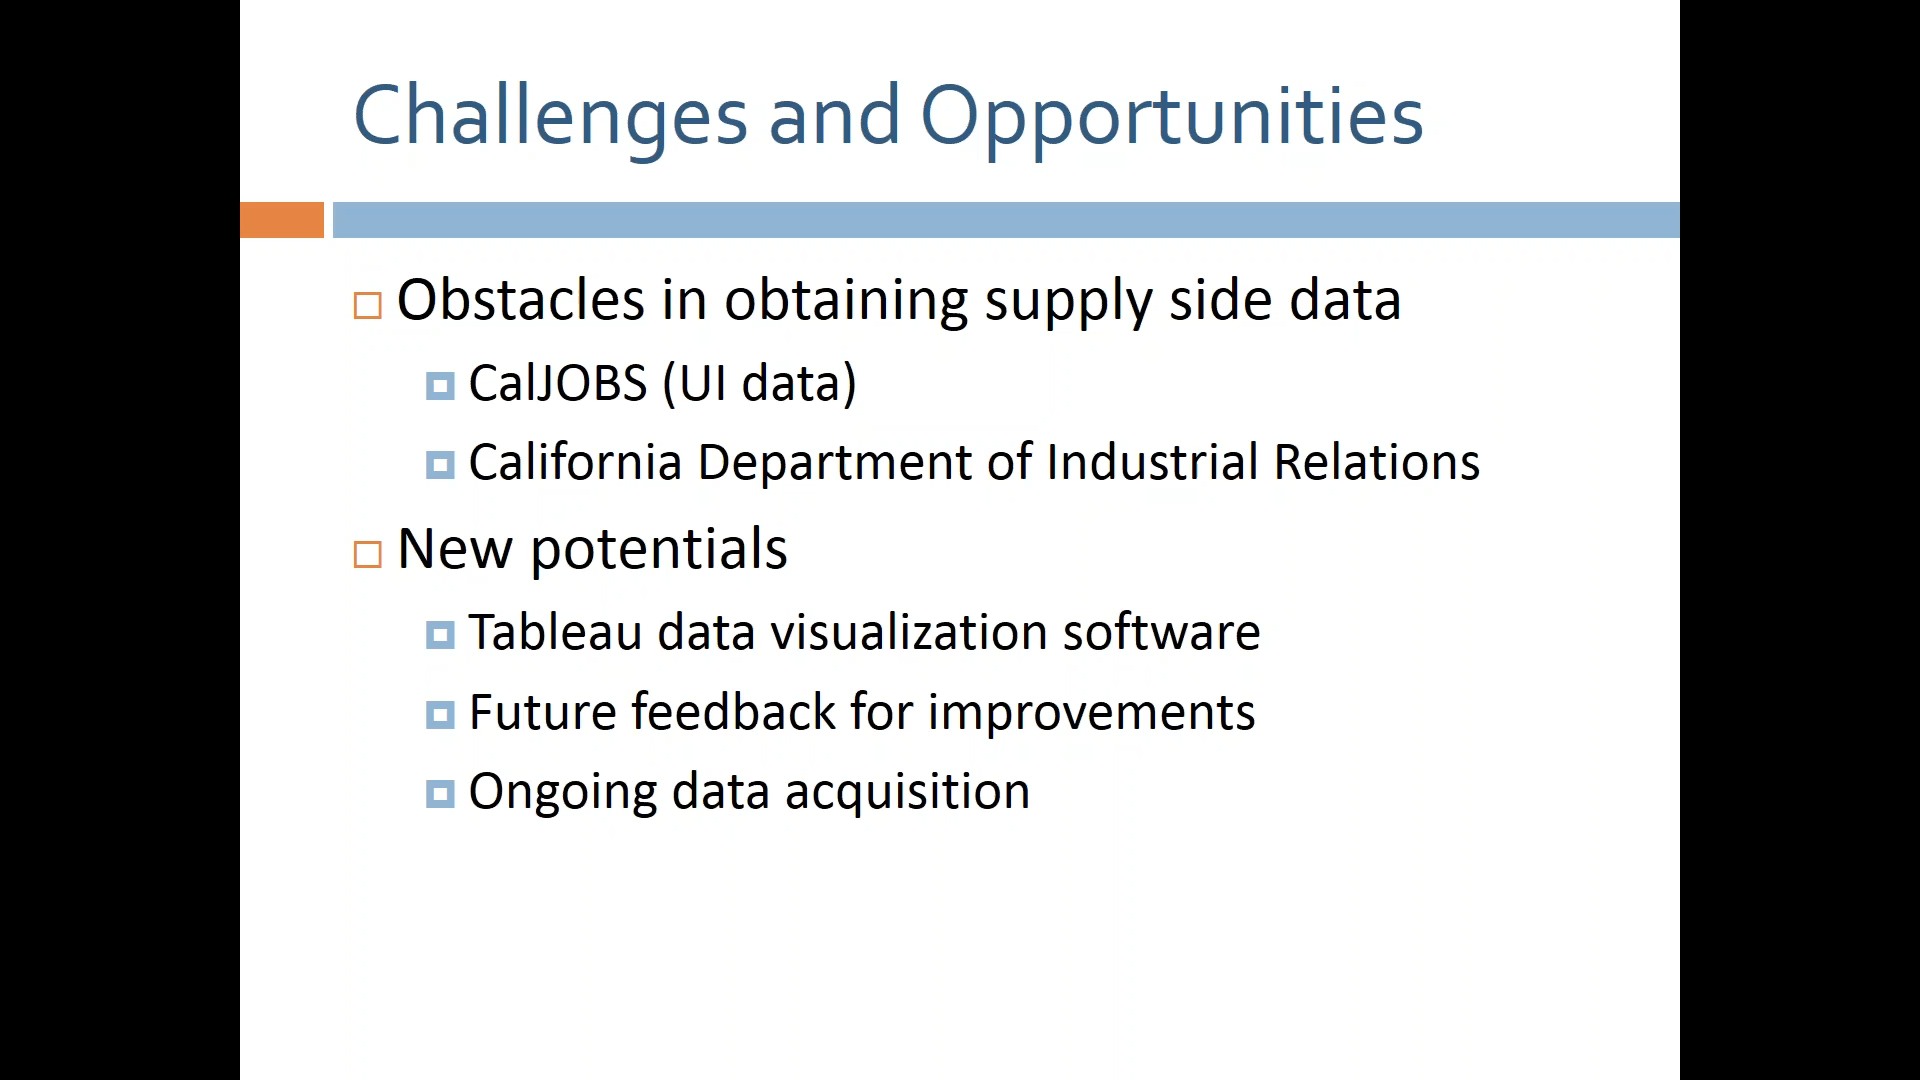 Challenges and Opportunities
Obstacles in obtaining supply side data
CalJOBS (UI data)
California Department of Industrial Relations
New potentials
Tableau data visualization software
Future feedback for improvements
Ongoing data acquisition